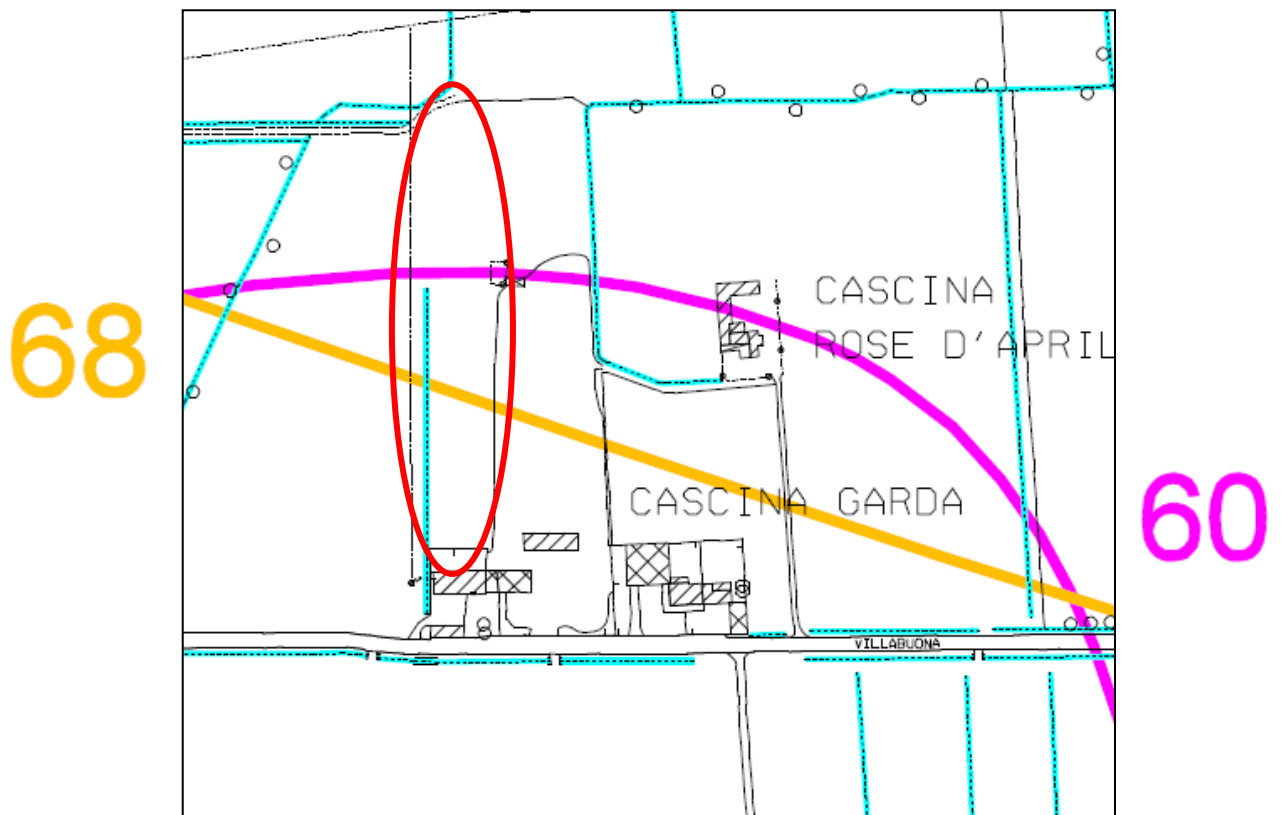 CASCINA
ROSE D'APRIL
68
CASCINA GARDA
60
VILLABUONA